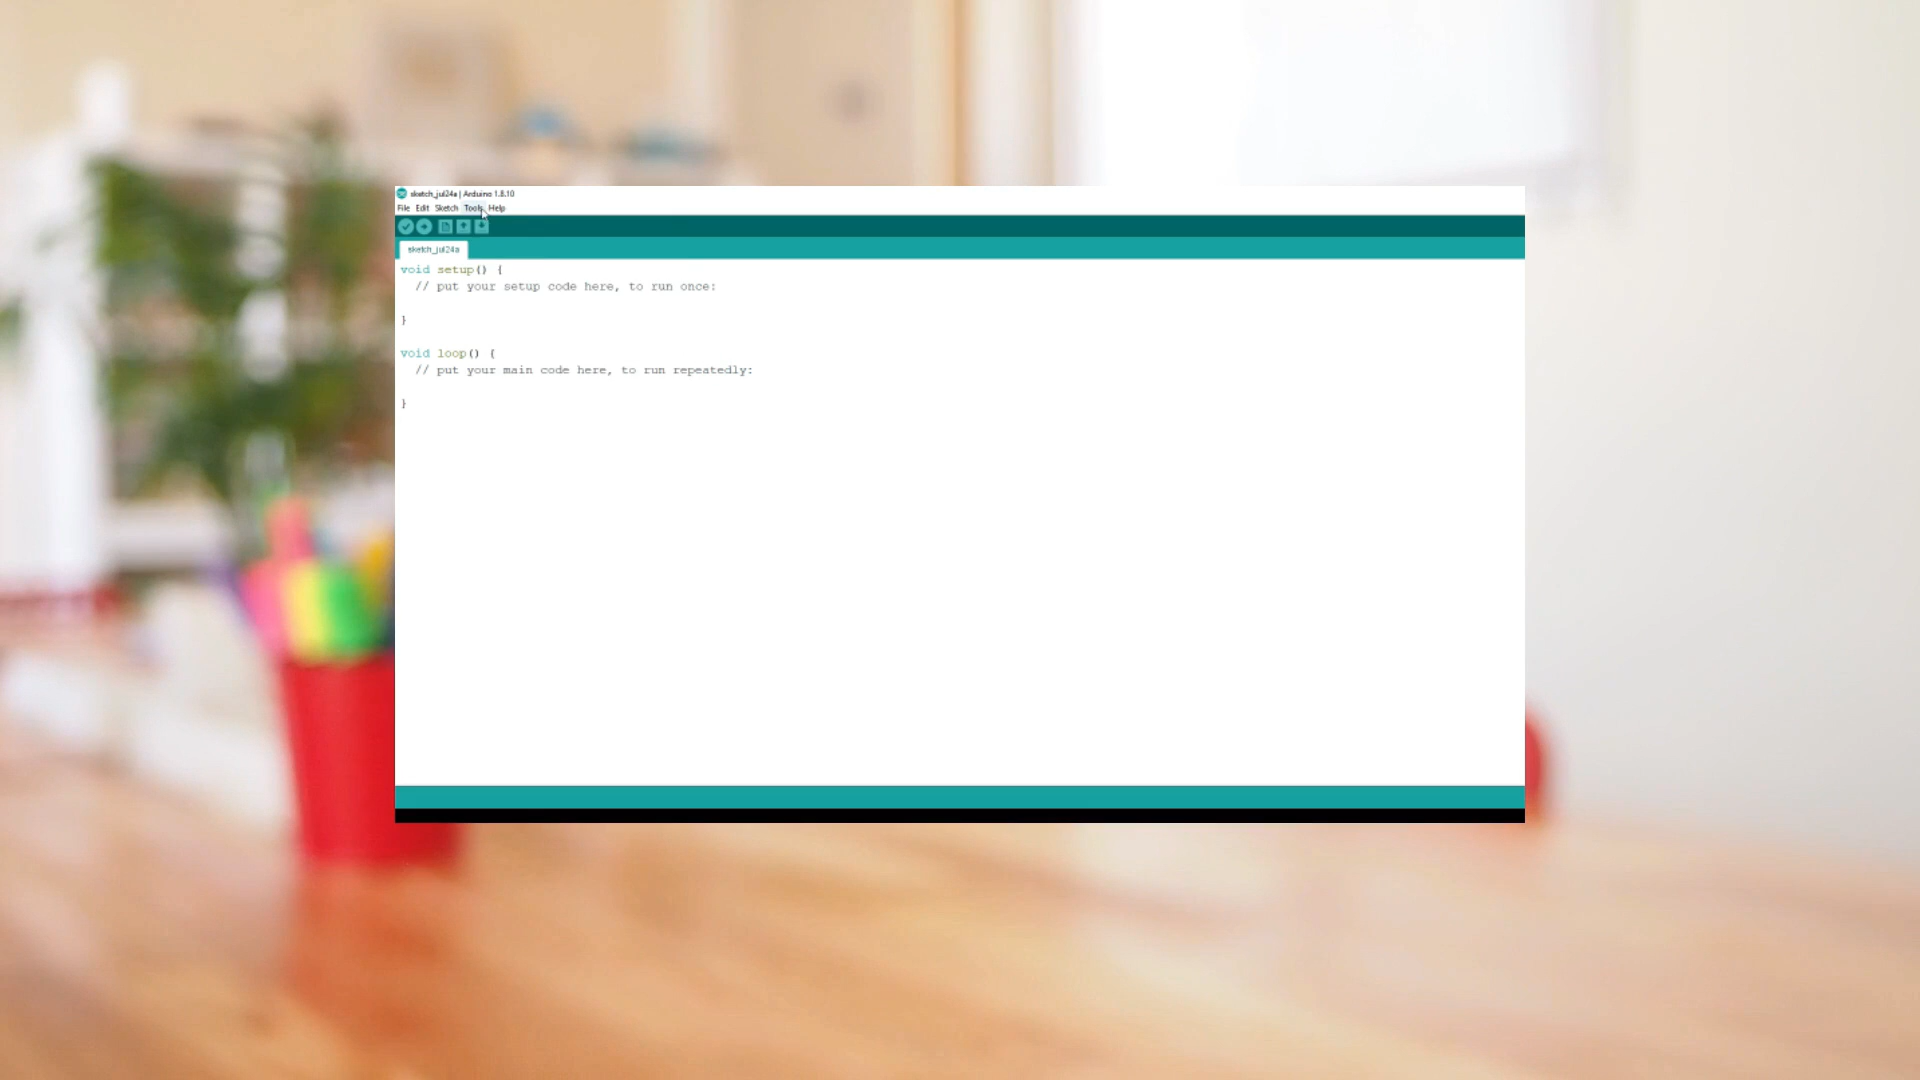 sketch_jul24a | Arduino 1.8.10
File Edit Sketch Tools Help
sketch_jul24a
void setup() {
// put your setup code here, to run once:
}
void loop() {
// put your main code here, to run repeatedly:
}